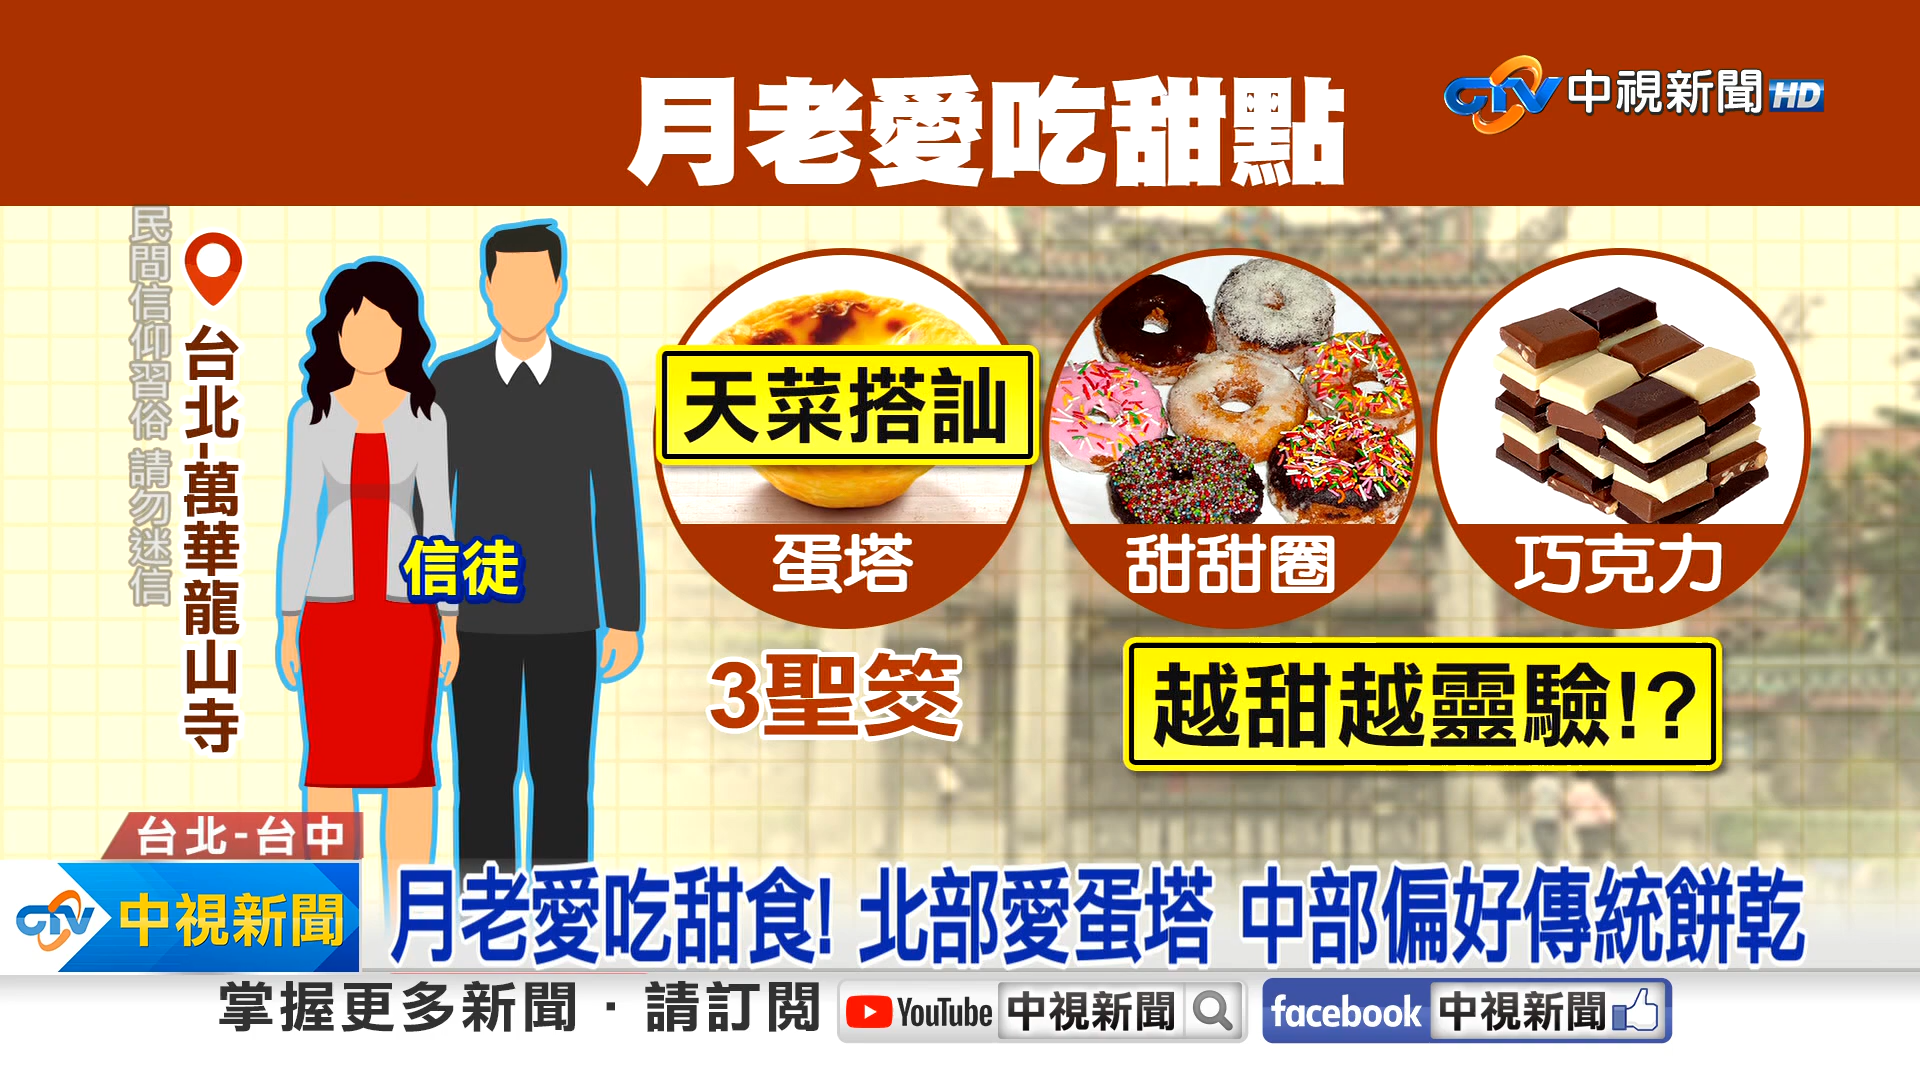 月老愛吃甜點
CTV 中視新聞 HD
民間信仰習俗 請勿迷信
台北-萬華龍山寺
信徒
天菜搭訕
蛋塔
甜甜圈
巧克力
3聖筊
越甜越靈驗!?
台北-台中
CTV 中視新聞
月老愛吃甜食! 北部愛蛋塔 中部偏好傳統餅乾
掌握更多新聞·請訂閱 YouTube 中視新聞 facebook 中視新聞